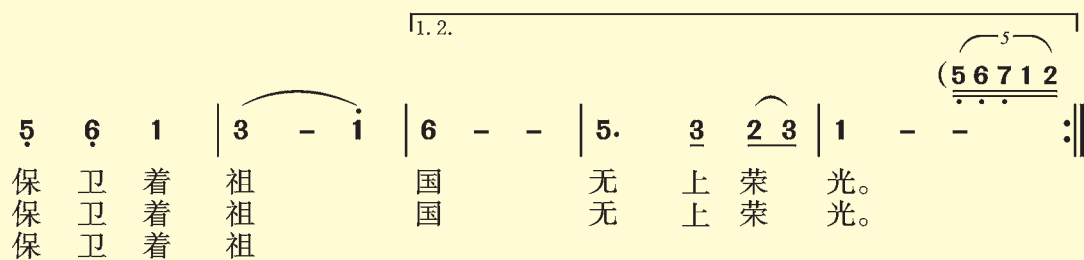 1. 2.
5
(5 6 7 1 2
5̣ 6̣ 1 | 3 - 1̇ | 6 - - | 5. 3 2 3 | 1 - - :‖
保 卫 着 祖 国 无 上 荣 光。
保 卫 着 祖 国 无 上 荣 光。
保 卫 着 祖